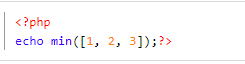 <?php
echo min([1, 2, 3]);?>